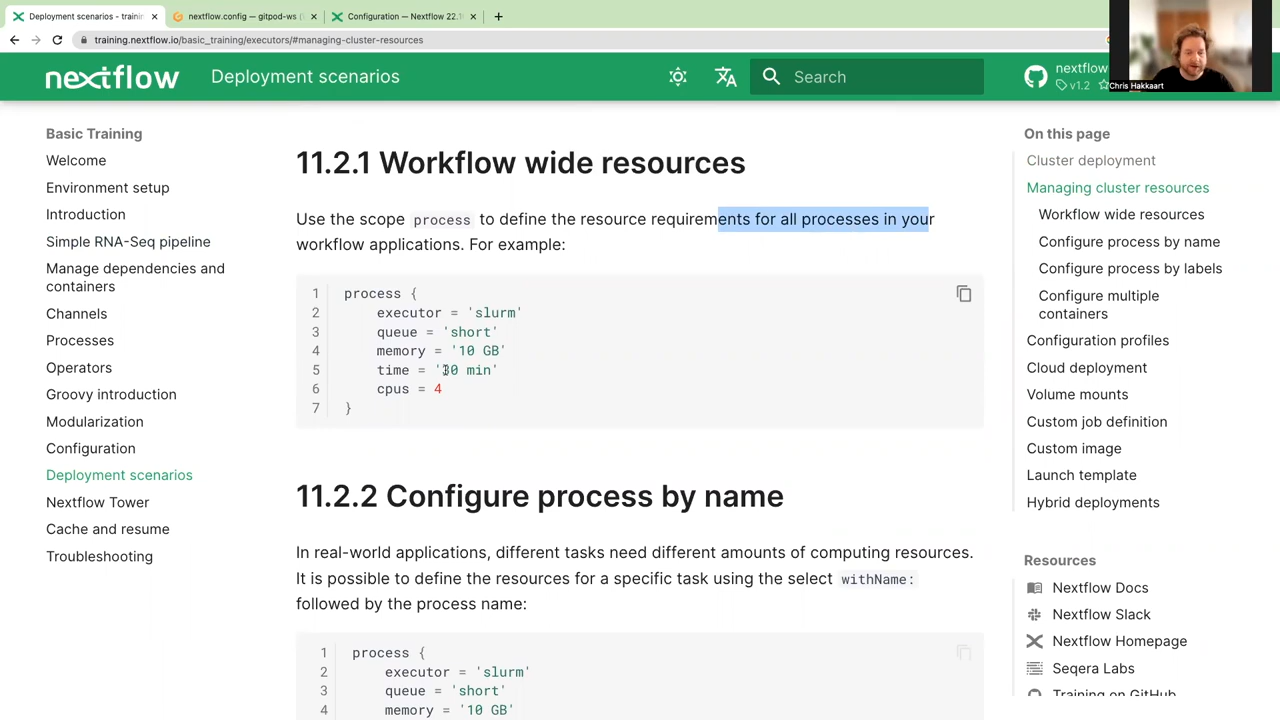 Deployment scenarios - trainin
nextflow.config — gitpod-ws (
Configuration — Nextflow 22.1
training.nextflow.io/basic_training/executors/#managing-cluster-resources
nextflow
Deployment scenarios
Search
nextflow
v1.2
Chris Hakkaart
Basic Training
Welcome
Environment setup
Introduction
Simple RNA-Seq pipeline
Manage dependencies and
containers
Channels
Processes
Operators
Groovy introduction
Modularization
Configuration
Deployment scenarios
Nextflow Tower
Cache and resume
Troubleshooting
11.2.1 Workflow wide resources
Use the scope process to define the resource requirements for all processes in your
workflow applications. For example:
1 process {
2 executor = 'slurm'
3 queue = 'short'
4 memory = '10 GB'
5 time = '30 min'
6 cpus = 4
7 }
11.2.2 Configure process by name
In real-world applications, different tasks need different amounts of computing resources.
It is possible to define the resources for a specific task using the select withName:
followed by the process name:
1 process {
2 executor = 'slurm'
3 queue = 'short'
4 memory = '10 GB'
On this page
Cluster deployment
Managing cluster resources
Workflow wide resources
Configure process by name
Configure process by labels
Configure multiple
containers
Configuration profiles
Cloud deployment
Volume mounts
Custom job definition
Custom image
Launch template
Hybrid deployments
Resources
Nextflow Docs
Nextflow Slack
Nextflow Homepage
Seqera Labs
Training on GitHub